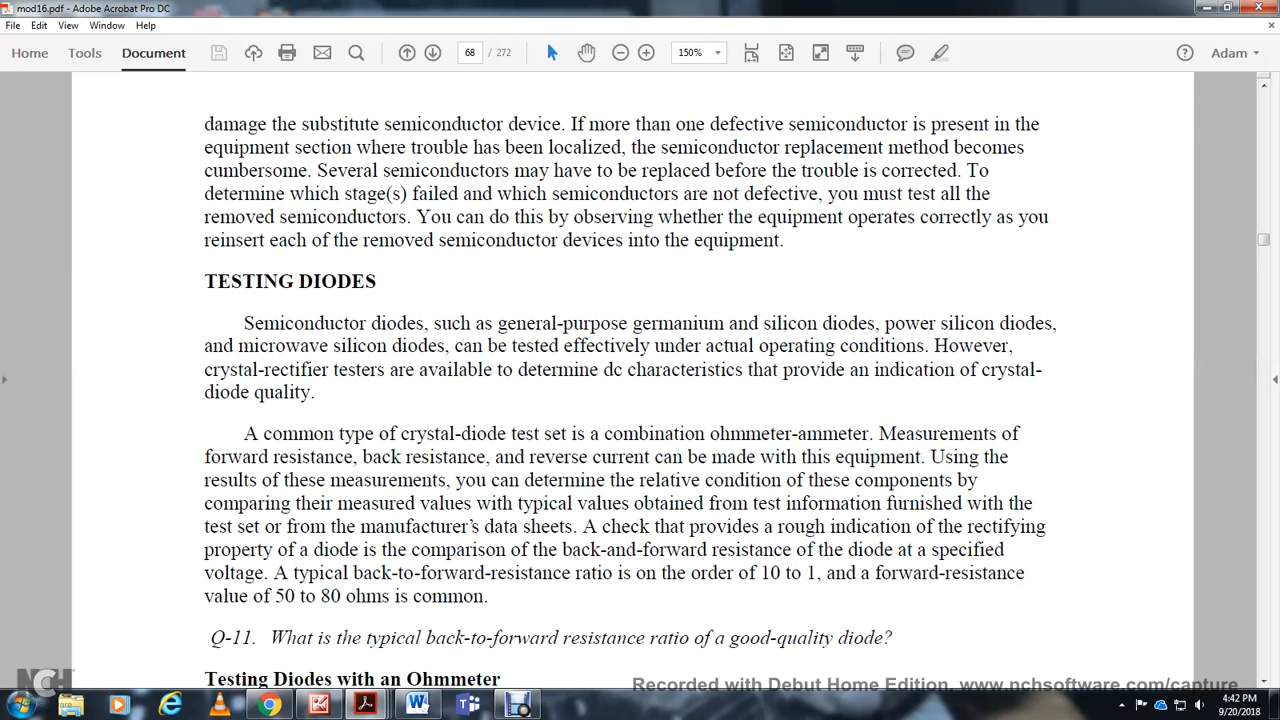 mod16.pdf - Adobe Acrobat Pro DC
File Edit View Window Help
Home Tools Document 68 / 272 150% Adam
damage the substitute semiconductor device. If more than one defective semiconductor is present in the
equipment section where trouble has been localized, the semiconductor replacement method becomes
cumbersome. Several semiconductors may have to be replaced before the trouble is corrected. To
determine which stage(s) failed and which semiconductors are not defective, you must test all the
removed semiconductors. You can do this by observing whether the equipment operates correctly as you
reinsert each of the removed semiconductor devices into the equipment.
TESTING DIODES
Semiconductor diodes, such as general-purpose germanium and silicon diodes, power silicon diodes,
and microwave silicon diodes, can be tested effectively under actual operating conditions. However,
crystal-rectifier testers are available to determine dc characteristics that provide an indication of crystal-
diode quality.
A common type of crystal-diode test set is a combination ohmmeter-ammeter. Measurements of
forward resistance, back resistance, and reverse current can be made with this equipment. Using the
results of these measurements, you can determine the relative condition of these components by
comparing their measured values with typical values obtained from test information furnished with the
test set or from the manufacturer's data sheets. A check that provides a rough indication of the rectifying
property of a diode is the comparison of the back-and-forward resistance of the diode at a specified
voltage. A typical back-to-forward-resistance ratio is on the order of 10 to 1, and a forward-resistance
value of 50 to 80 ohms is common.
Q-11. What is the typical back-to-forward resistance ratio of a good-quality diode?
Testing Diodes with an Ohmmeter
NCH
Recorded with Debut Home Edition. www.nchsoftware.com/capture
4:42 PM
9/20/2018